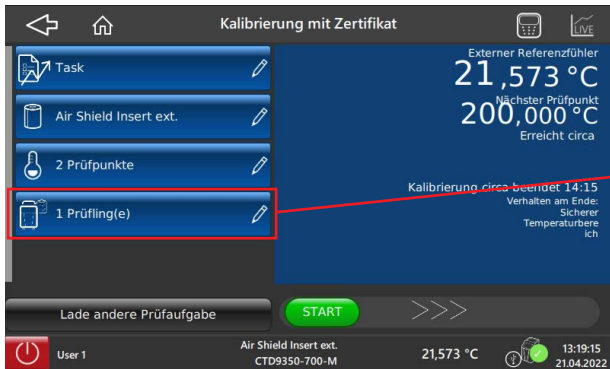 Kalibrierung mit Zertifikat
LIVE
Task
Air Shield Insert ext.
2 Prüfpunkte
1 Prüfling(e)
Lade andere Prüfaufgabe
Externer Referenzfühler
21,573 °C
Nächster Prüfpunkt
200,000 °C
Erreicht circa
Kalibrierung circa beendet 14:15
Verhalten am Ende:
Sicherer
Temperaturbere
ich
START
>>>
User 1
Air Shield Insert ext.
CTD9350-700-M
21,573 °C
13:19:15
21.04.2022